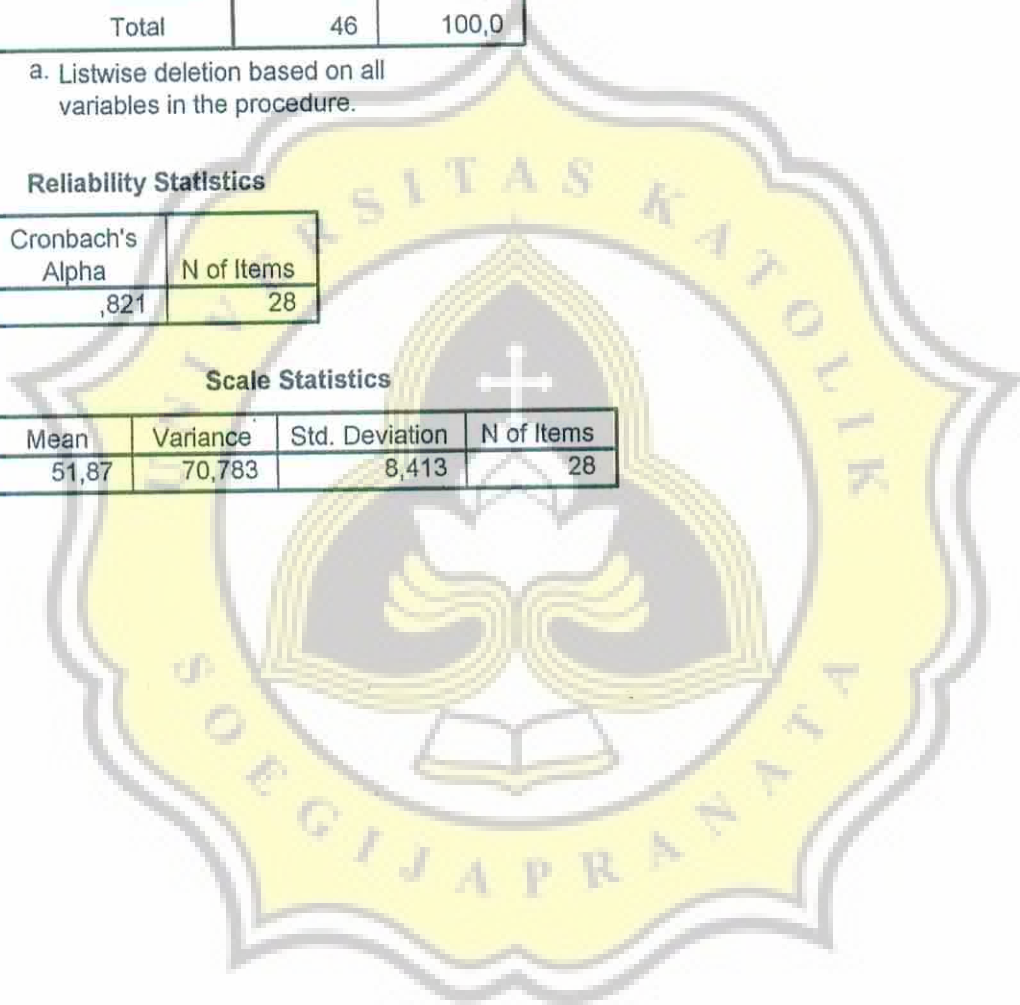 Total 46 100,0
a. Listwise deletion based on all
variables in the procedure.
Reliability Statistics
Cronbach's
Alpha N of Items
,821 28
Scale Statistics
Mean Variance Std. Deviation N of Items
51,87 70,783 8,413 28
UNIVERSITAS KATOLIK
SOEGIJAPRANATA